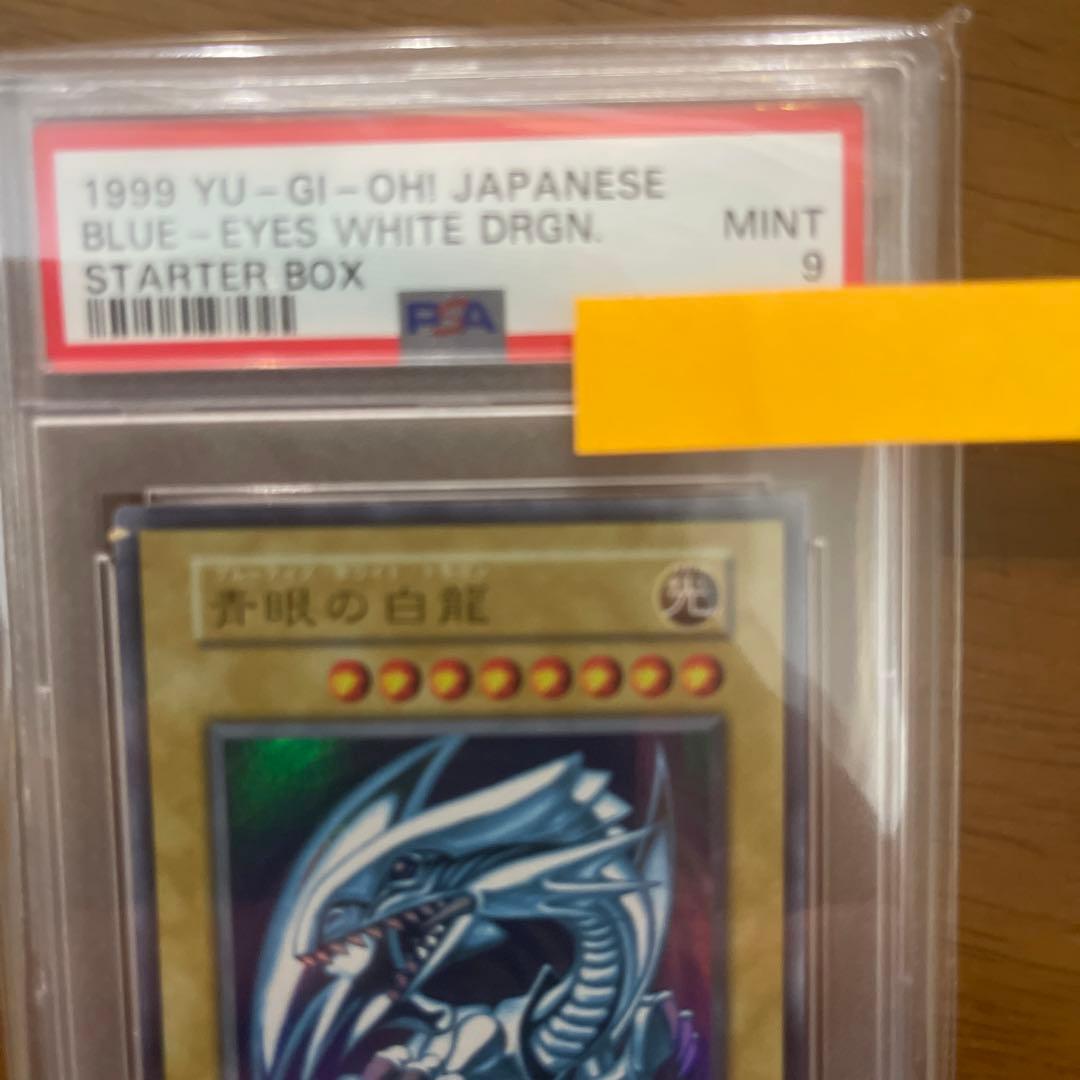 1999 YU-GI-OH! JAPANESE
BLUE-EYES WHITE DRGN.
STARTER BOX
MINT
9
PSA
青眼の白龍
光